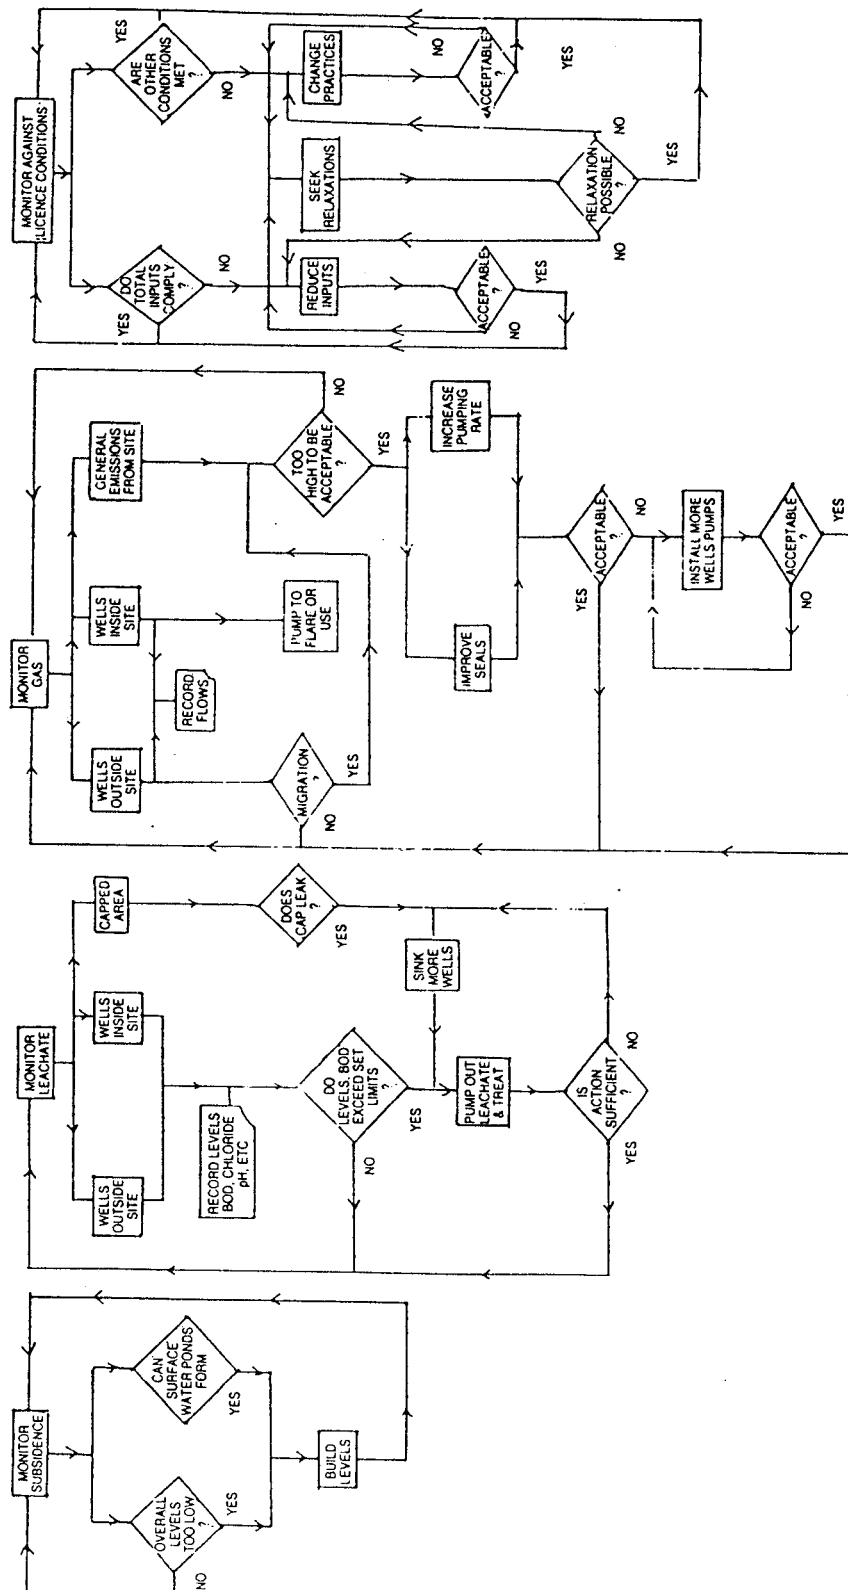 MONITOR
SUBSIDENCE
OVERALL
LEVELS
TOO LOW
?
NO
YES
CAN
SURFACE
WATER PONDS
FORM
YES
BUILD
LEVELS
MONITOR
LEACHATE
WELLS
OUTSIDE
SITE
WELLS
INSIDE
SITE
CAPPED
AREA
RECORD LEVELS
BOD, CHLORIDE
pH, ETC
DOES
CAP LEAK
?
YES
DO
LEVELS, BOD
EXCEED SET
LIMITS
?
NO
YES
SINK
MORE
WELLS
PUMP OUT
LEACHATE
& TREAT
IS
ACTION
SUFFICIENT
?
YES
NO
MONITOR
GAS
WELLS
OUTSIDE
SITE
WELLS
INSIDE
SITE
GENERAL
EMISSIONS
FROM SITE
RECORD
FLOWS
MIGRATION
?
NO
YES
PUMP TO
FLARE OR
USE
TOO
HIGH TO BE
ACCEPTABLE
?
NO
YES
IMPROVE
SEALS
INCREASE
PUMPING
RATE
ACCEPTABLE
?
YES
NO
INSTALL MORE
WELLS PUMPS
ACCEPTABLE
?
NO
YES
MONITOR AGAINST
LICENCE CONDITIONS
DO
TOTAL
INPUTS
COMPLY
?
YES
NO
ARE
OTHER
CONDITIONS
MET
?
YES
NO
REDUCE
INPUTS
SEEK
RELAXATIONS
CHANGE
PRACTICES
ACCEPTABLE
?
NO
YES
RELAXATION
POSSIBLE
?
NO
NO
YES
ACCEPTABLE
?
NO
YES